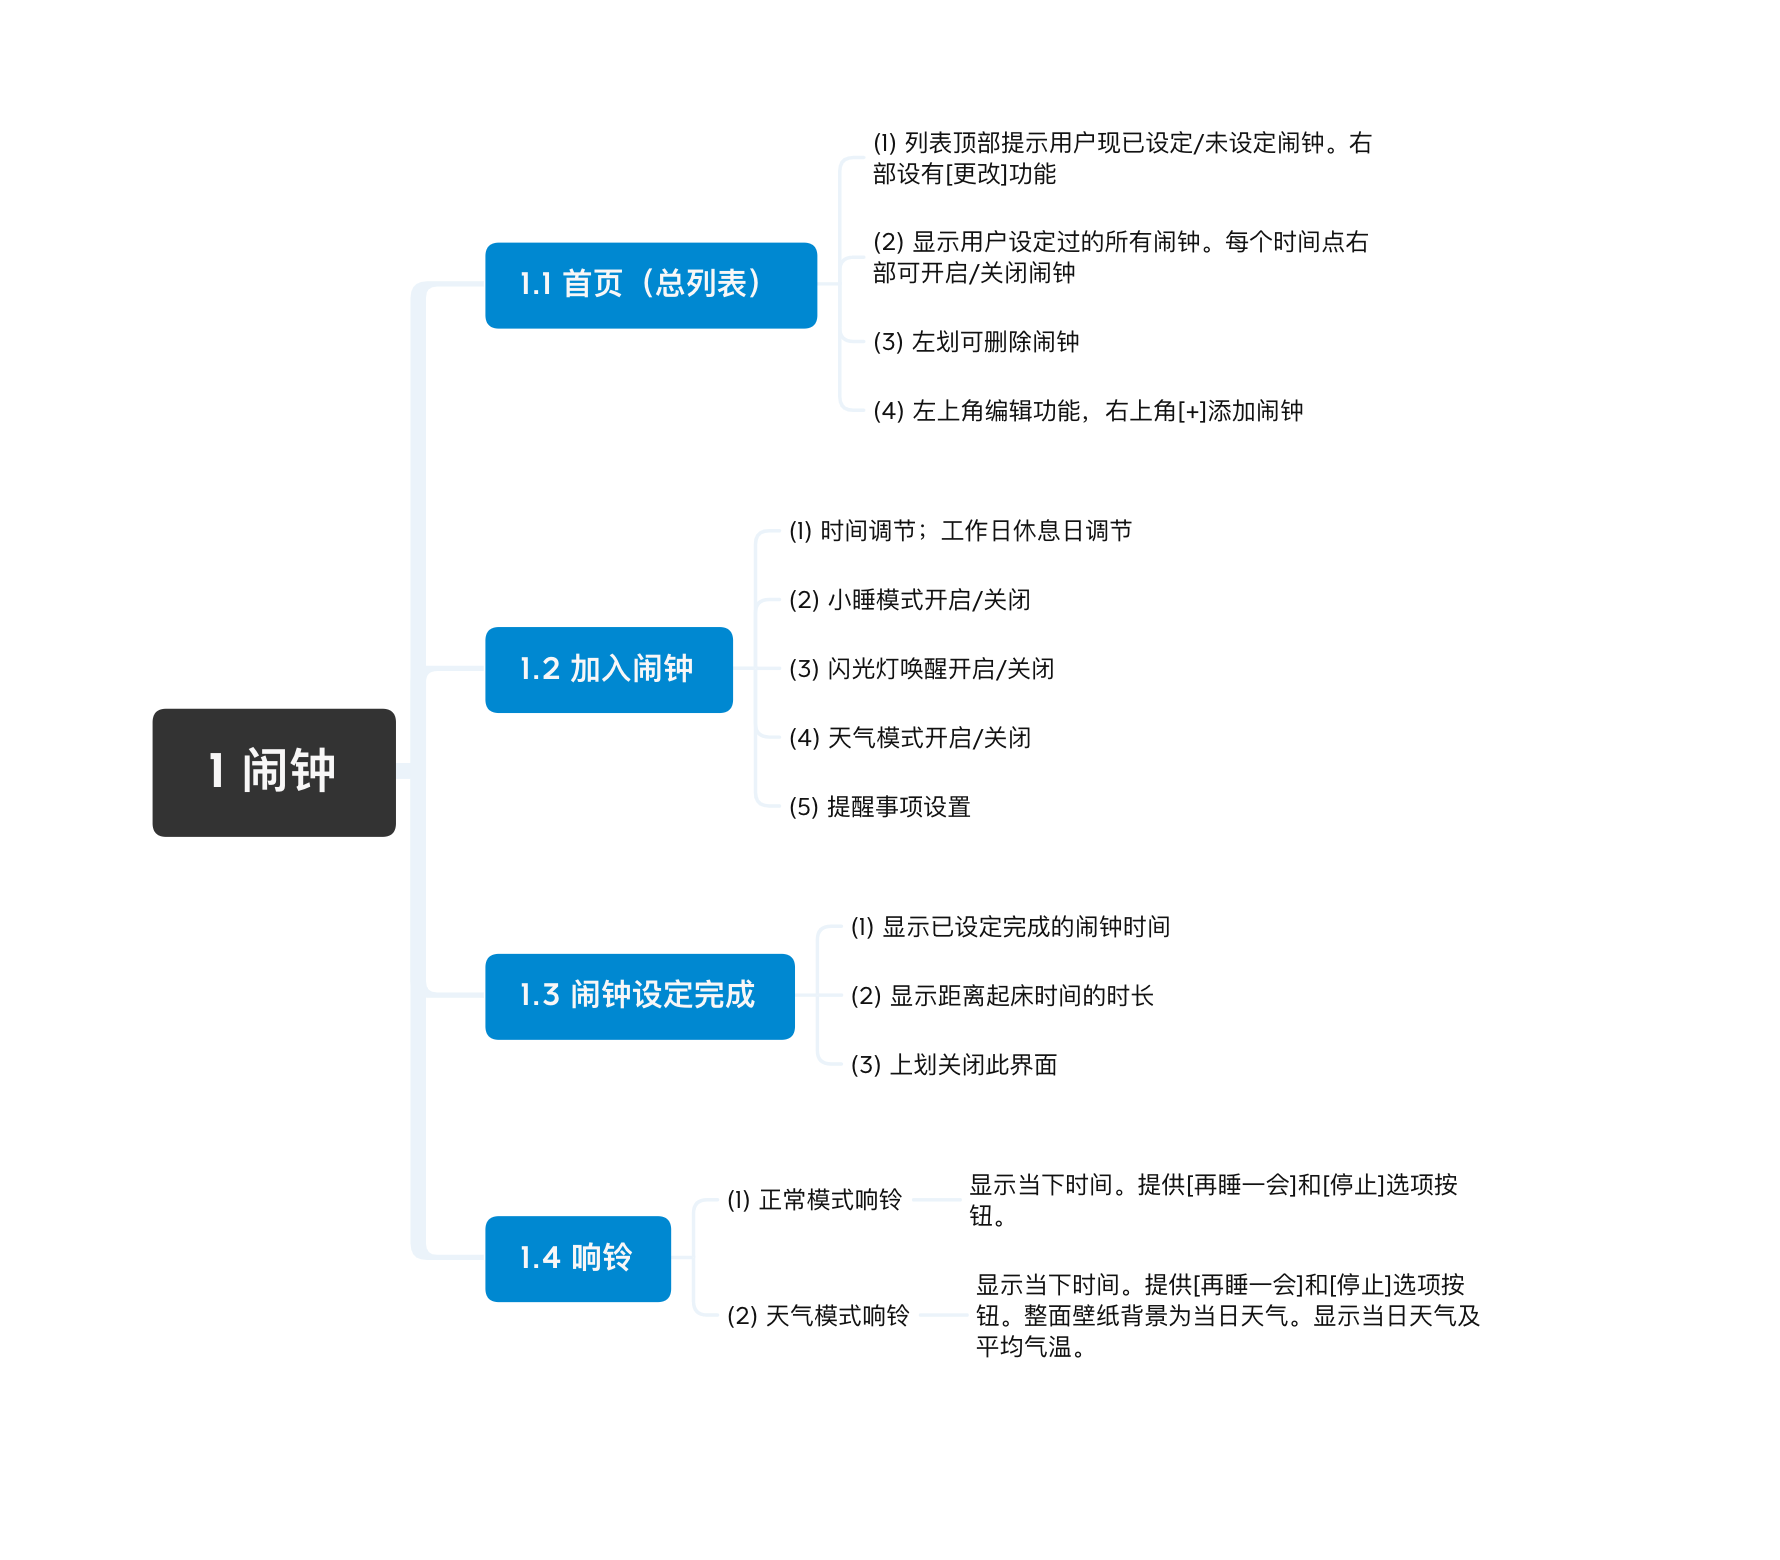 1 闹钟
1.1 首页（总列表）
(1) 列表顶部提示用户现已设定/未设定闹钟。右
部设有[更改]功能
(2) 显示用户设定过的所有闹钟。每个时间点右
部可开启/关闭闹钟
(3) 左划可删除闹钟
(4) 左上角编辑功能，右上角[+]添加闹钟
1.2 加入闹钟
(1) 时间调节；工作日休息日调节
(2) 小睡模式开启/关闭
(3) 闪光灯唤醒开启/关闭
(4) 天气模式开启/关闭
(5) 提醒事项设置
1.3 闹钟设定完成
(1) 显示已设定完成的闹钟时间
(2) 显示距离起床时间的时长
(3) 上划关闭此界面
1.4 响铃
(1) 正常模式响铃
显示当下时间。提供[再睡一会]和[停止]选项按
钮。
(2) 天气模式响铃
显示当下时间。提供[再睡一会]和[停止]选项按
钮。整面壁纸背景为当日天气。显示当日天气及
平均气温。